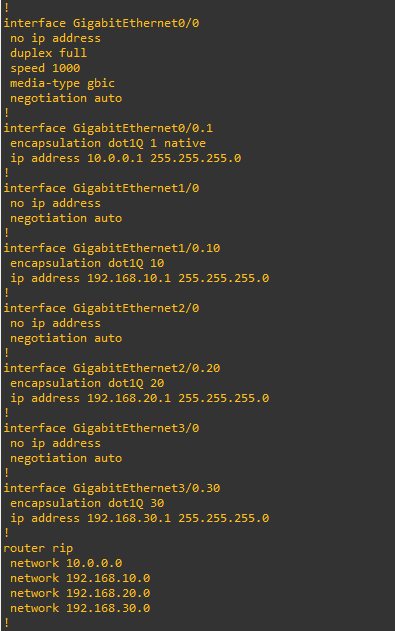 !
interface GigabitEthernet0/0
 no ip address
 duplex full
 speed 1000
 media-type gbic
 negotiation auto
!
interface GigabitEthernet0/0.1
 encapsulation dot1Q 1 native
 ip address 10.0.0.1 255.255.255.0
!
interface GigabitEthernet1/0
 no ip address
 negotiation auto
!
interface GigabitEthernet1/0.10
 encapsulation dot1Q 10
 ip address 192.168.10.1 255.255.255.0
!
interface GigabitEthernet2/0
 no ip address
 negotiation auto
!
interface GigabitEthernet2/0.20
 encapsulation dot1Q 20
 ip address 192.168.20.1 255.255.255.0
!
interface GigabitEthernet3/0
 no ip address
 negotiation auto
!
interface GigabitEthernet3/0.30
 encapsulation dot1Q 30
 ip address 192.168.30.1 255.255.255.0
!
router rip
 network 10.0.0.0
 network 192.168.10.0
 network 192.168.20.0
 network 192.168.30.0
!